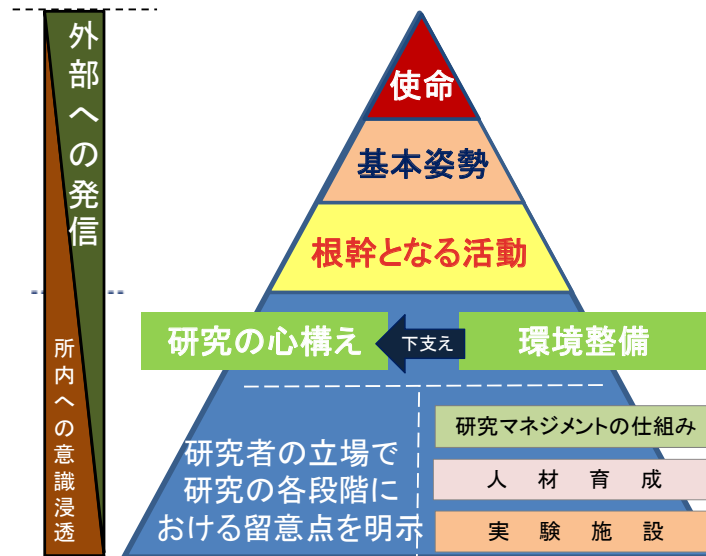 外部への発信
所内への意識浸透
使命
基本姿勢
根幹となる活動
研究の心構え
下支え
環境整備
研究者の立場で
研究の各段階に
おける留意点を明示
研究マネジメントの仕組み
人材育成
実験施設